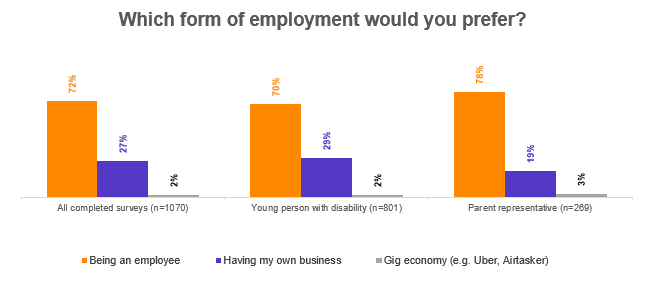 Which form of employment would you prefer?
72%
27%
2%
70%
29%
2%
78%
19%
3%
All completed surveys (n=1070)
Young person with disability (n=801)
Parent representative (n=269)
Being an employee
Having my own business
Gig economy (e.g. Uber, Airtasker)